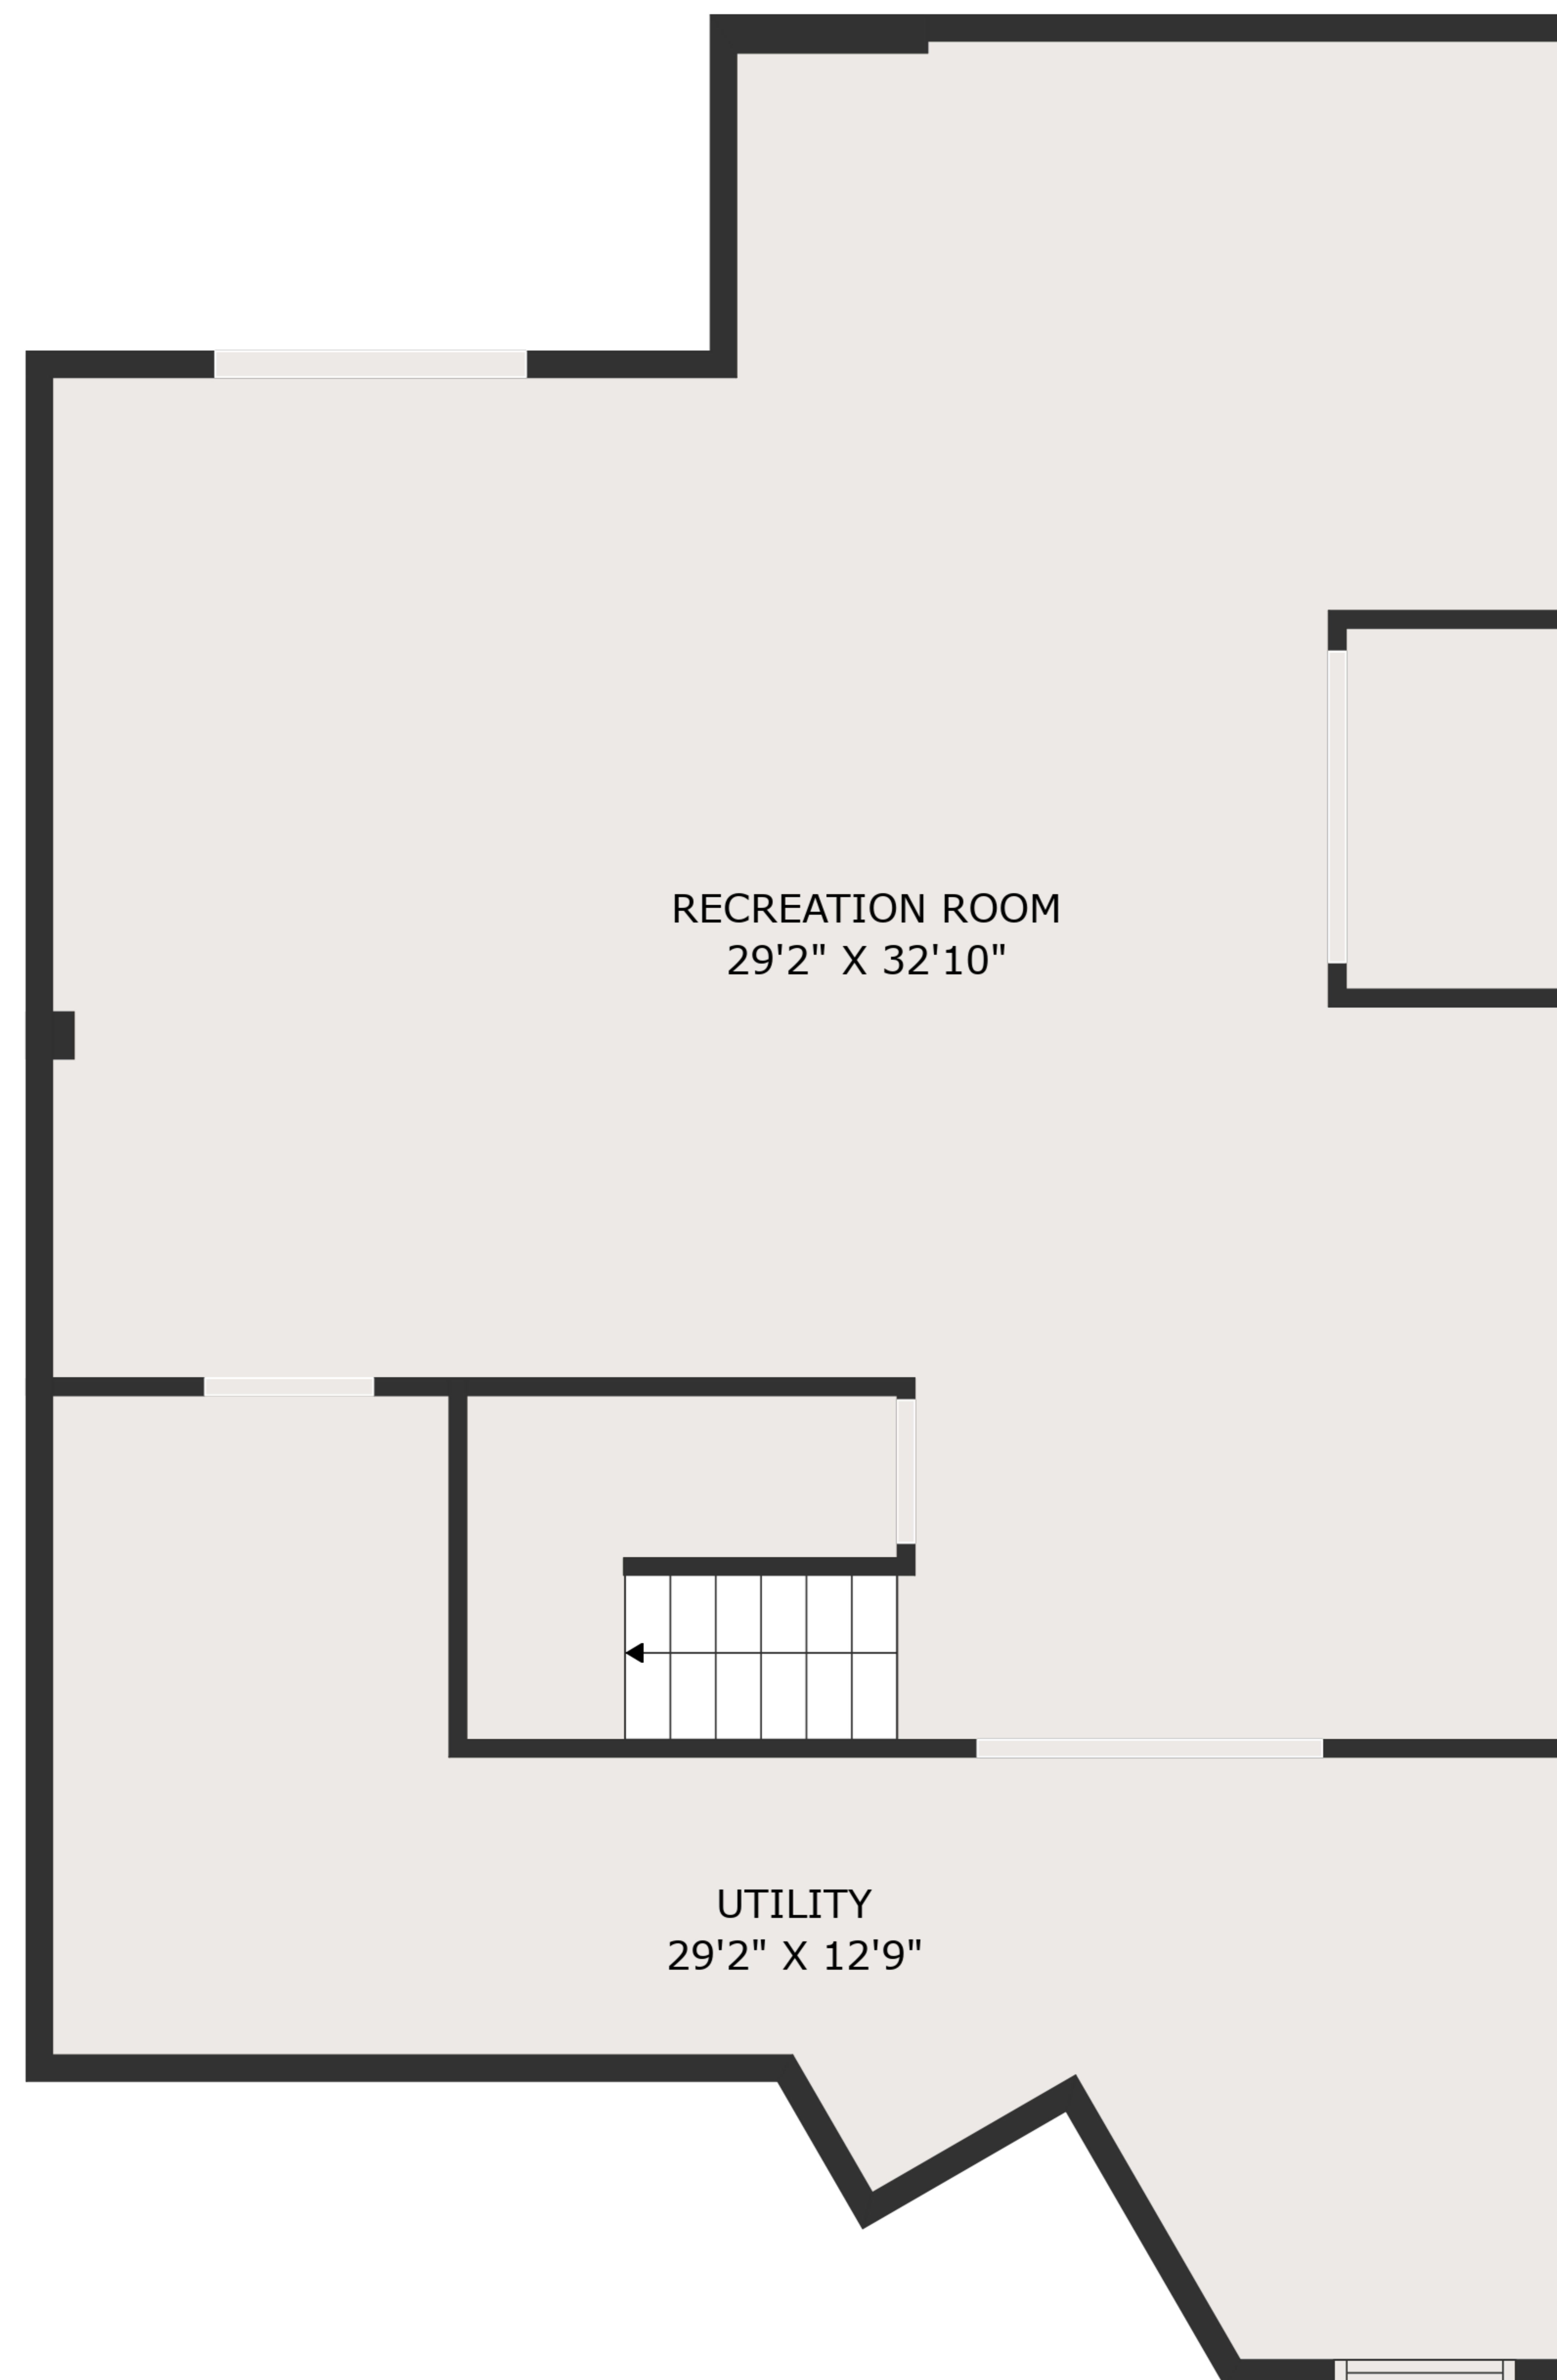 RECREATION ROOM
29'2" X 32'10"
UTILITY
29'2" X 12'9"